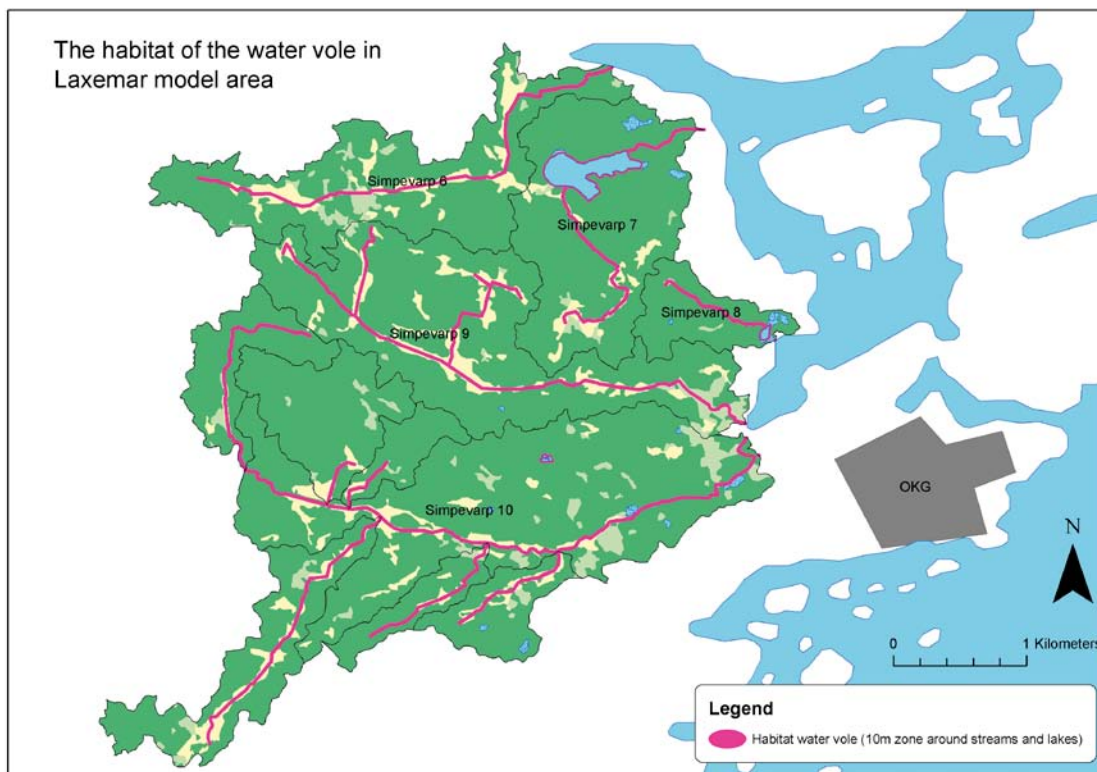 The habitat of the water vole in
Laxemar model area
Simpevarp 6
Simpevarp 7
Simpevarp 8
Simpevarp 9
OKG
Simpevarp 10
N
0 1 Kilometers
Legend
Habitat water vole (10m zone around streams and lakes)